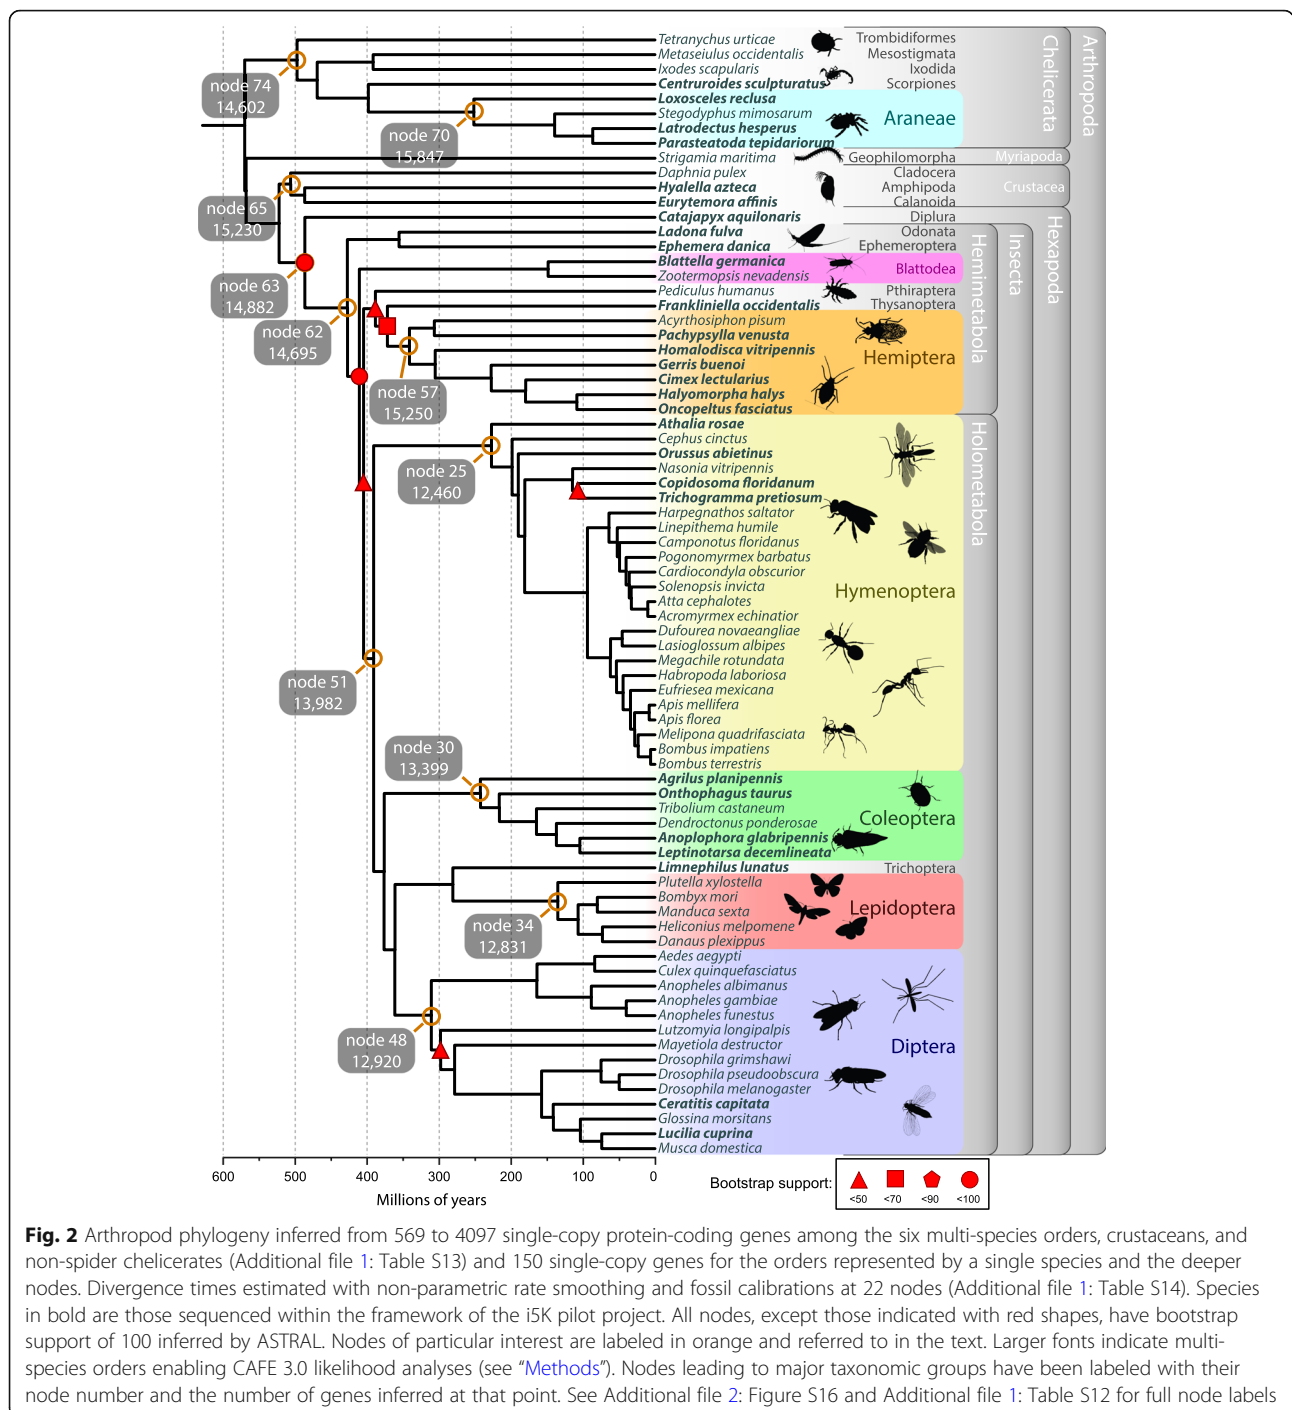 Tetranychus urticae Trombidiformes
Metaseiulus occidentalis Mesostigmata
Ixodes scapularis Ixodida
Centruroides sculpturatus Scorpiones
Loxosceles reclusa
Stegodyphus mimosarum Araneae
Latrodectus hesperus
Parasteatoda tepidariorum
Strigamia maritima Geophilomorpha Myriapoda
Daphnia pulex Cladocera
Hyalella azteca Amphipoda Crustacea
Eurytemora affinis Calanoida
Catajapyx aquilonaris Diplura
Ladona fulva Odonata
Ephemera danica Ephemeroptera
Blattella germanica Blattodea
Zootermopsis nevadensis
Pediculus humanus Pthiraptera
Frankliniella occidentalis Thysanoptera
Acyrthosiphon pisum
Pachypsylla venusta
Homalodisca vitripennis Hemiptera
Gerris buenoi
Cimex lectularius
Halyomorpha halys
Oncopeltus fasciatus
Athalia rosae
Cephus cinctus
Orussus abietinus
Nasonia vitripennis
Copidosoma floridanum
Trichogramma pretiosum
Harpegnathos saltator
Linepithema humile
Camponotus floridanus
Pogonomyrmex barbatus
Cardiocondyla obscurior
Solenopsis invicta Hymenoptera
Atta cephalotes
Acromyrmex echinatior
Dufourea novaeangliae
Lasioglossum albipes
Megachile rotundata
Habropoda laboriosa
Eufriesea mexicana
Apis mellifera
Apis florea
Melipona quadrifasciata
Bombus impatiens
Bombus terrestris
Agrilus planipennis
Onthophagus taurus
Tribolium castaneum Coleoptera
Dendroctonus ponderosae
Anoplophora glabripennis
Leptinotarsa decemlineata
Limnephilus lunatus Trichoptera
Plutella xylostella
Bombyx mori
Manduca sexta Lepidoptera
Heliconius melpomene
Danaus plexippus
Aedes aegypti
Culex quinquefasciatus
Anopheles albimanus
Anopheles gambiae
Anopheles funestus
Lutzomyia longipalpis
Mayetiola destructor Diptera
Drosophila grimshawi
Drosophila pseudoobscura
Drosophila melanogaster
Ceratitis capitata
Glossina morsitans
Lucilia cuprina
Musca domestica
Chelicerata
Arthropoda
Hemimetabola
Insecta
Hexapoda
Holometabola
node 74
14,602
node 70
15,847
node 65
15,230
node 63
14,882
node 62
14,695
node 57
15,250
node 25
12,460
node 51
13,982
node 30
13,399
node 34
12,831
node 48
12,920
600 500 400 300 200 100 0
Millions of years
Bootstrap support:
<50 <70 <90 <100
Fig. 2 Arthropod phylogeny inferred from 569 to 4097 single-copy protein-coding genes among the six multi-species orders, crustaceans, and
non-spider chelicerates (Additional file 1: Table S13) and 150 single-copy genes for the orders represented by a single species and the deeper
nodes. Divergence times estimated with non-parametric rate smoothing and fossil calibrations at 22 nodes (Additional file 1: Table S14). Species
in bold are those sequenced within the framework of the i5K pilot project. All nodes, except those indicated with red shapes, have bootstrap
support of 100 inferred by ASTRAL. Nodes of particular interest are labeled in orange and referred to in the text. Larger fonts indicate multi-
species orders enabling CAFE 3.0 likelihood analyses (see “Methods”). Nodes leading to major taxonomic groups have been labeled with their
node number and the number of genes inferred at that point. See Additional file 2: Figure S16 and Additional file 1: Table S12 for full node labels